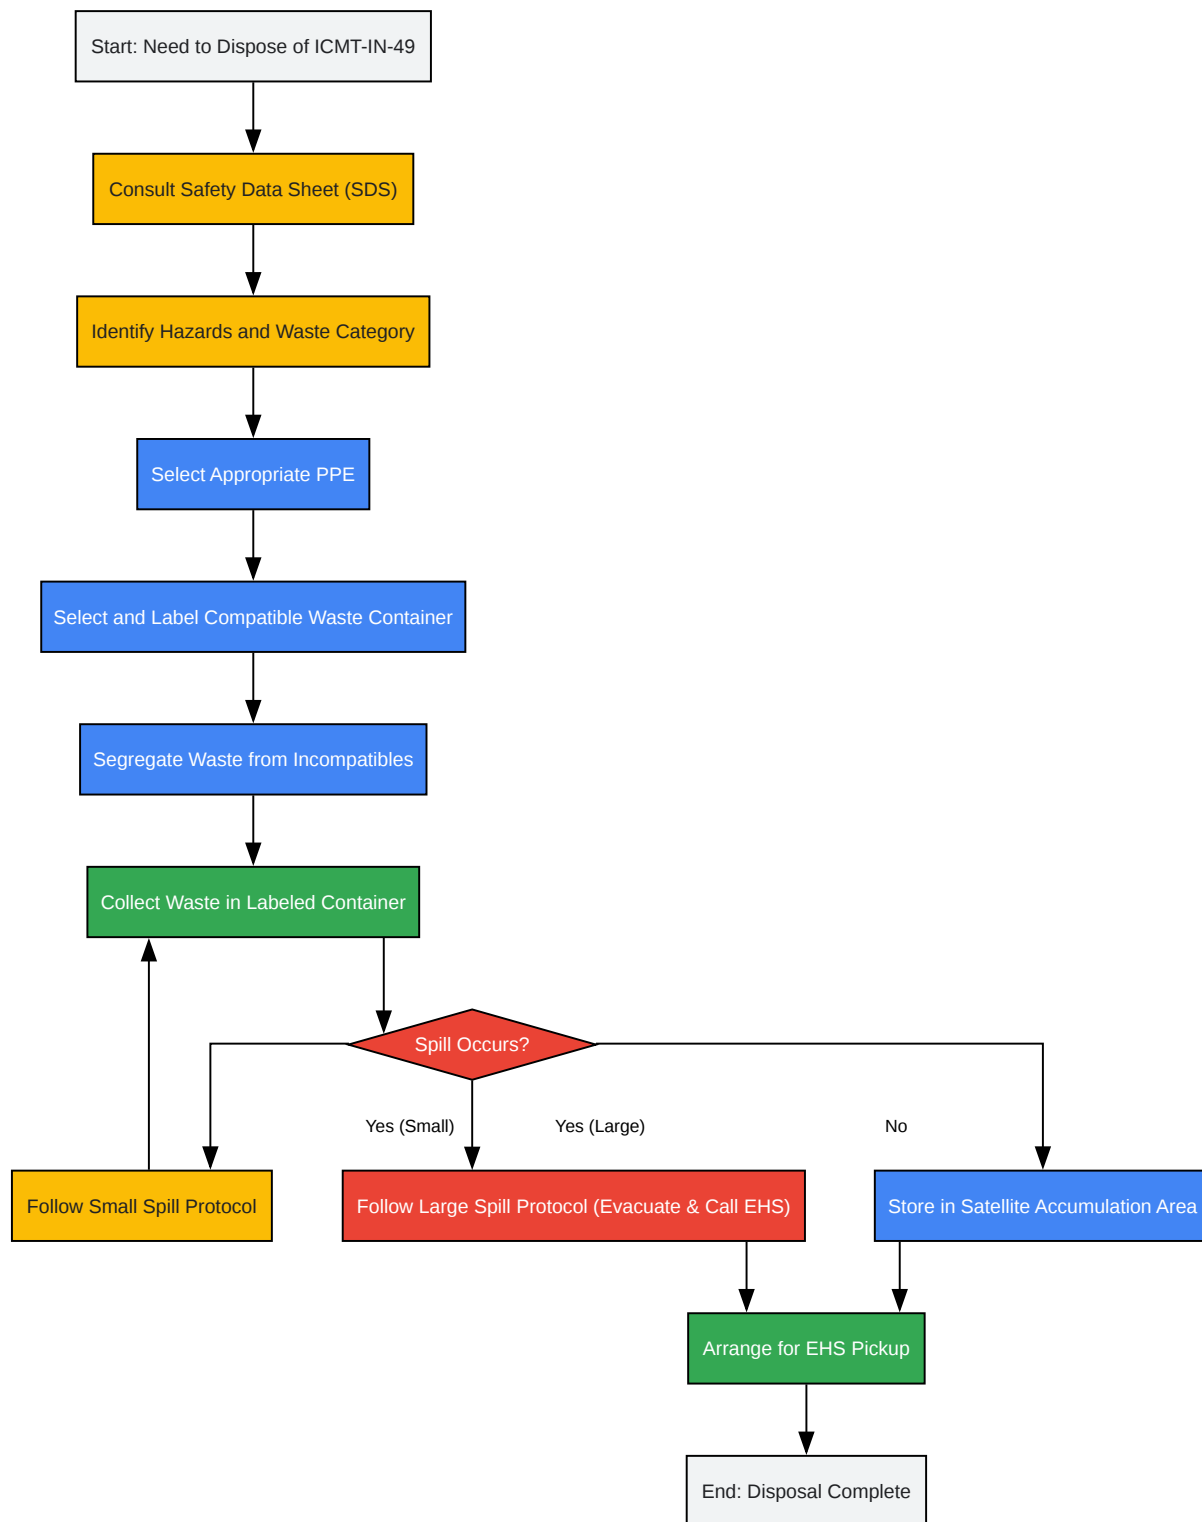 Start: Need to Dispose of ICMT-IN-49
Consult Safety Data Sheet (SDS)
Identify Hazards and Waste Category
Select Appropriate PPE
Select and Label Compatible Waste Container
Segregate Waste from Incompatibles
Collect Waste in Labeled Container
Spill Occurs?
Yes (Small)
Yes (Large)
No
Follow Small Spill Protocol
Follow Large Spill Protocol (Evacuate & Call EHS)
Store in Satellite Accumulation Area
Arrange for EHS Pickup
End: Disposal Complete